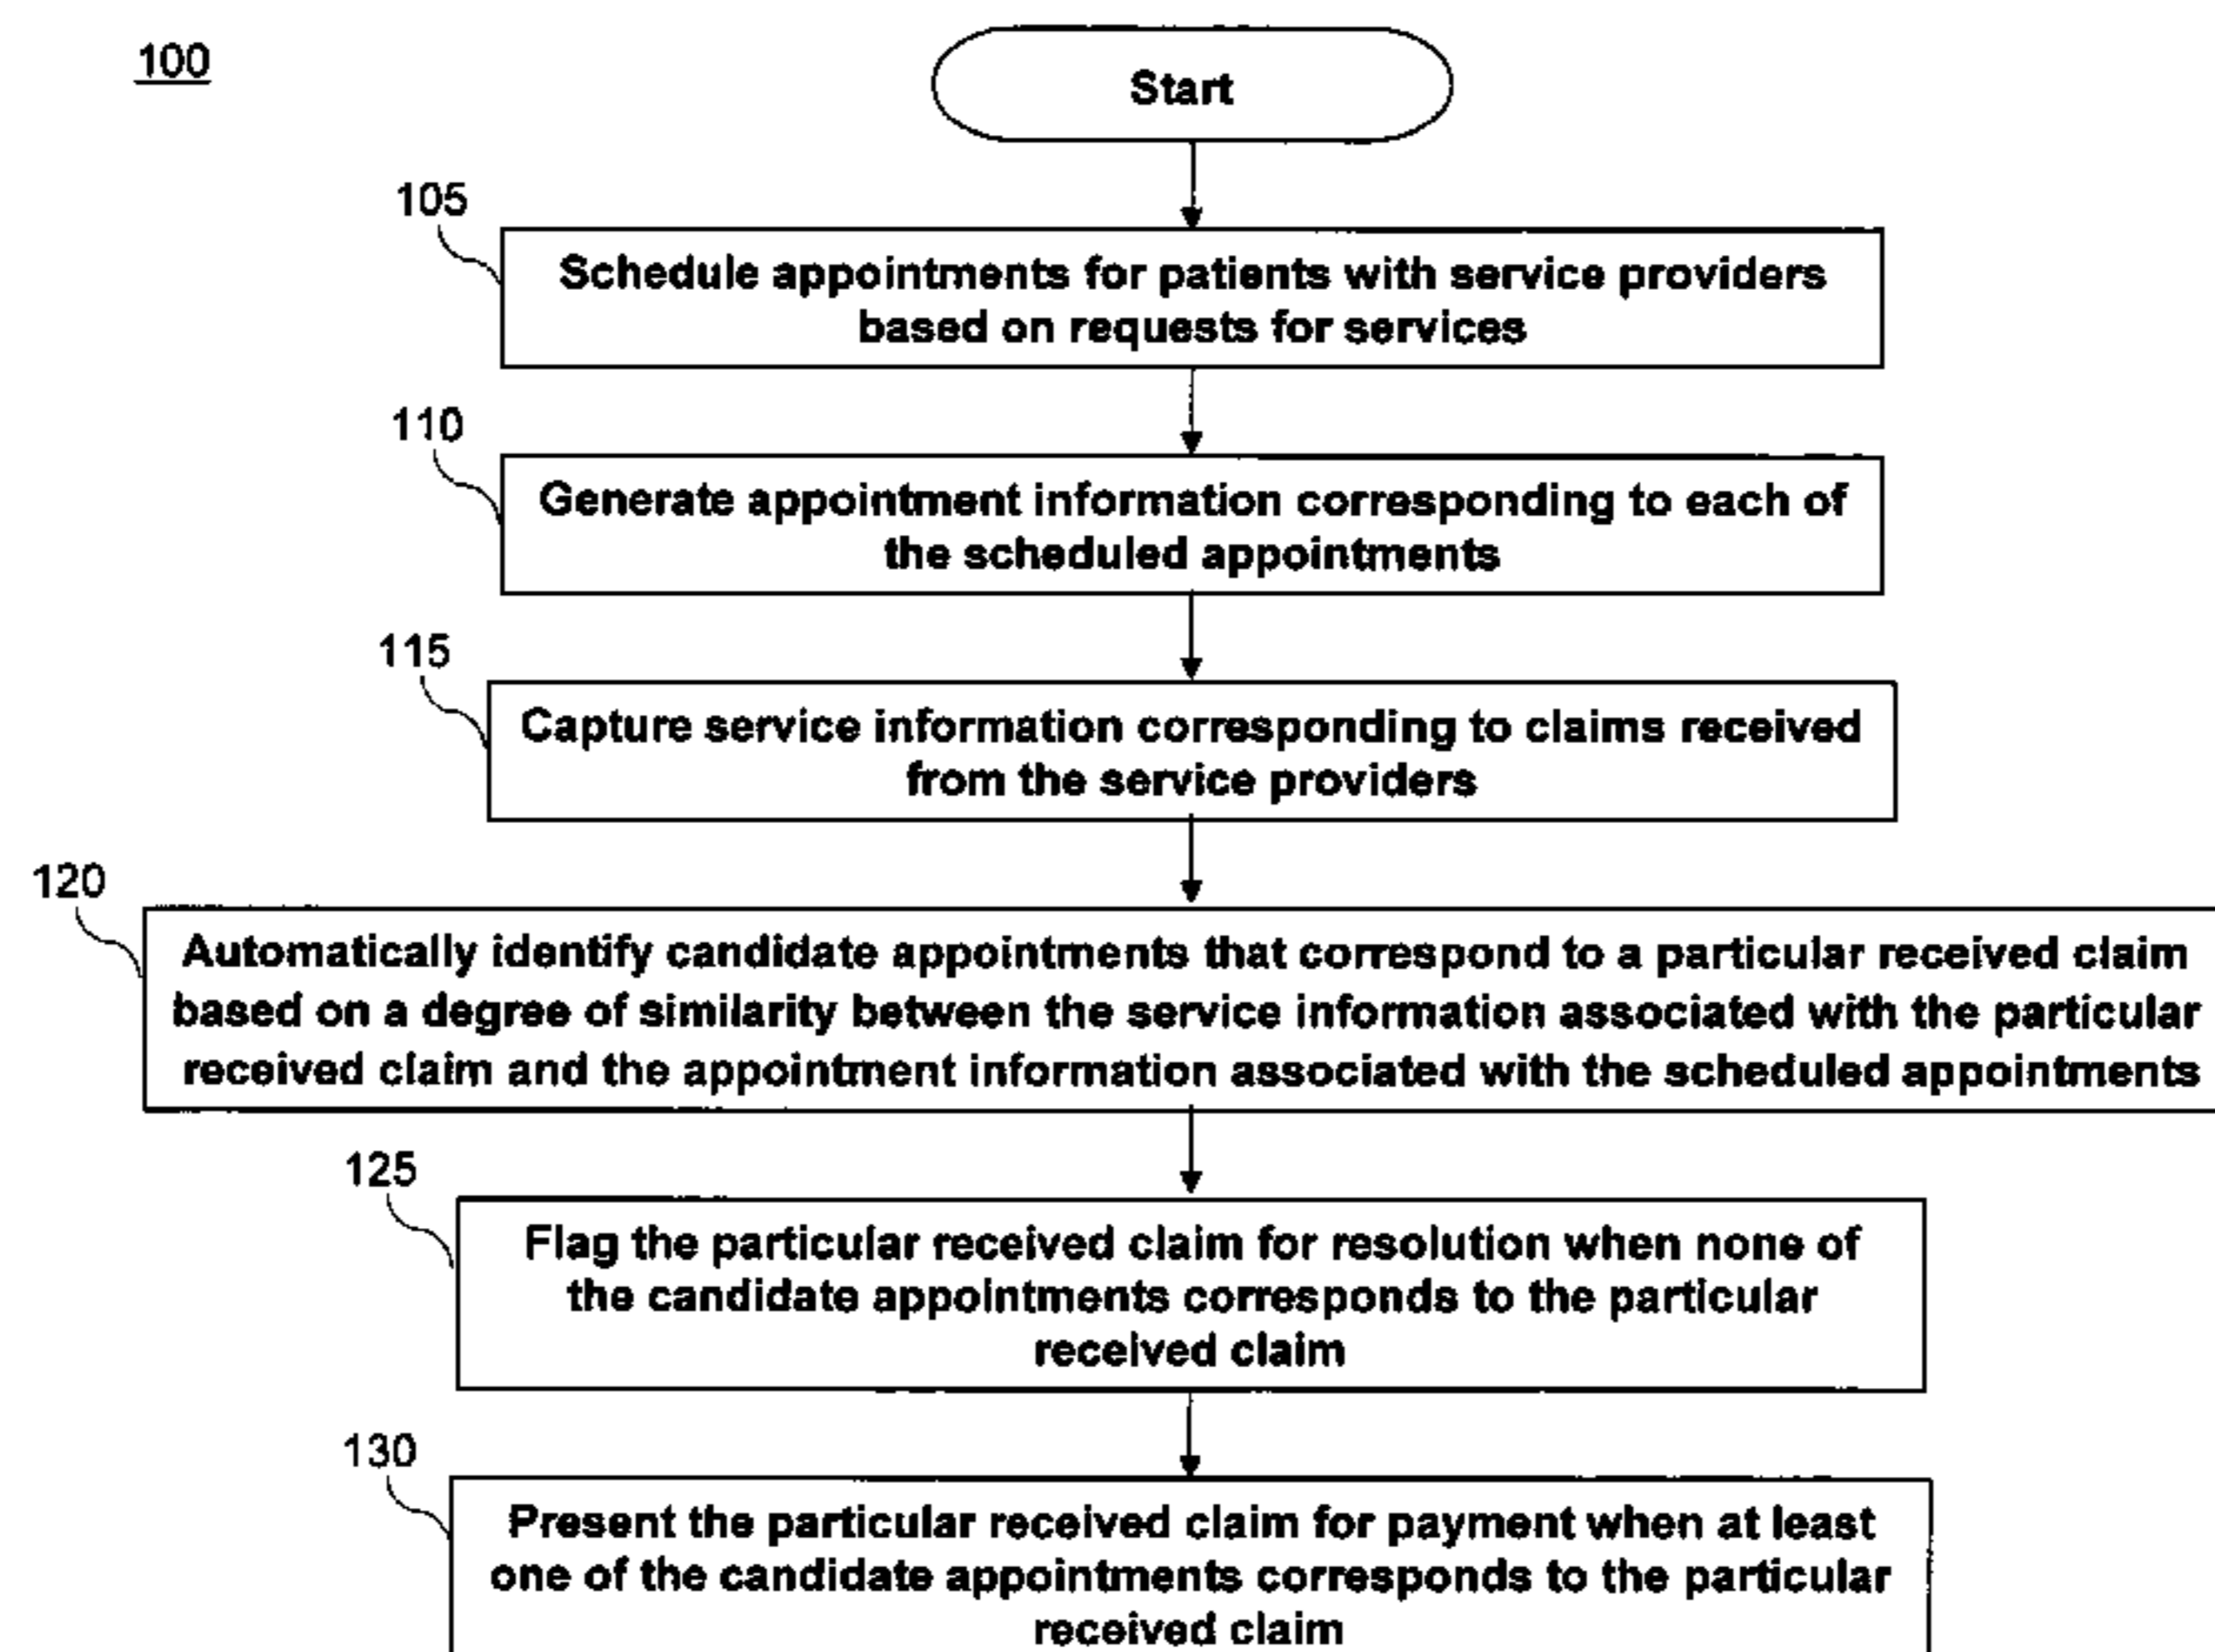 100
Start
105
Schedule appointments for patients with service providers
based on requests for services
110
Generate appointment information corresponding to each of
the scheduled appointments
115
Capture service information corresponding to claims received
from the service providers
120
Automatically identify candidate appointments that correspond to a particular received claim
based on a degree of similarity between the service information associated with the particular
received claim and the appointment information associated with the scheduled appointments
125
Flag the particular received claim for resolution when none of
the candidate appointments corresponds to the particular
received claim
130
Present the particular received claim for payment when at least
one of the candidate appointments corresponds to the particular
received claim